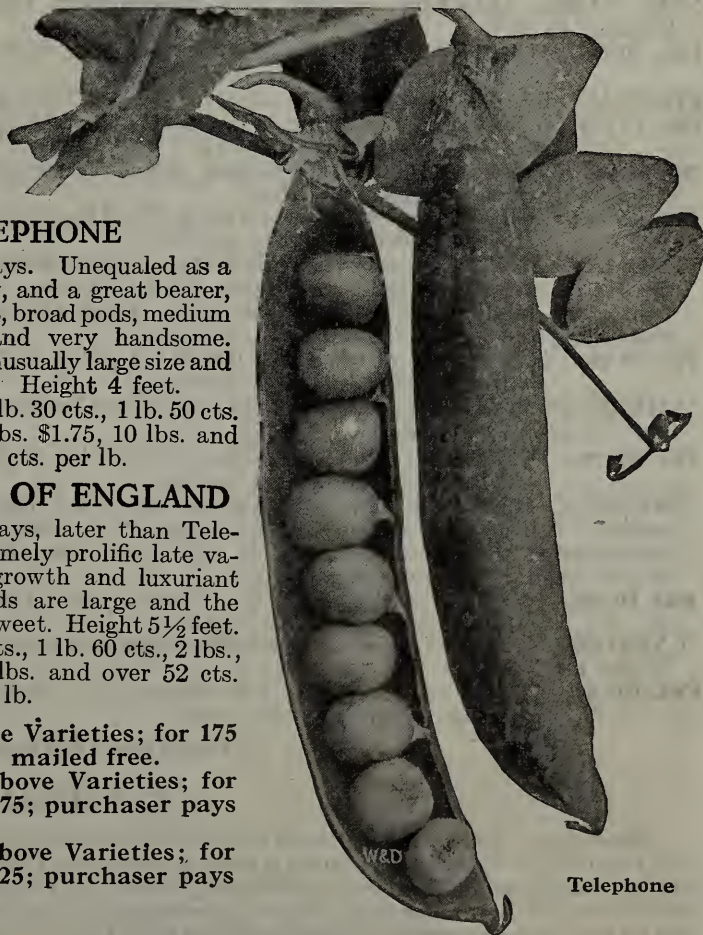 EPHONE
ys. Unequaled as a
, and a great bearer,
, broad pods, medium
nd very handsome.
usually large size and
Height 4 feet.
lb. 30 cts., 1 lb. 50 cts.
bs. $1.75, 10 lbs. and
cts. per lb.
OF ENGLAND
ays, later than Tele-
mely prolific late va-
growth and luxuriant
ds are large and the
weet. Height 5½ feet.
ts., 1 lb. 60 cts., 2 lbs.,
lbs. and over 52 cts.
lb.
e Varieties; for 175
mailed free.
bove Varieties; for
75; purchaser pays
bove Varieties; for
25; purchaser pays
W&D
Telephone